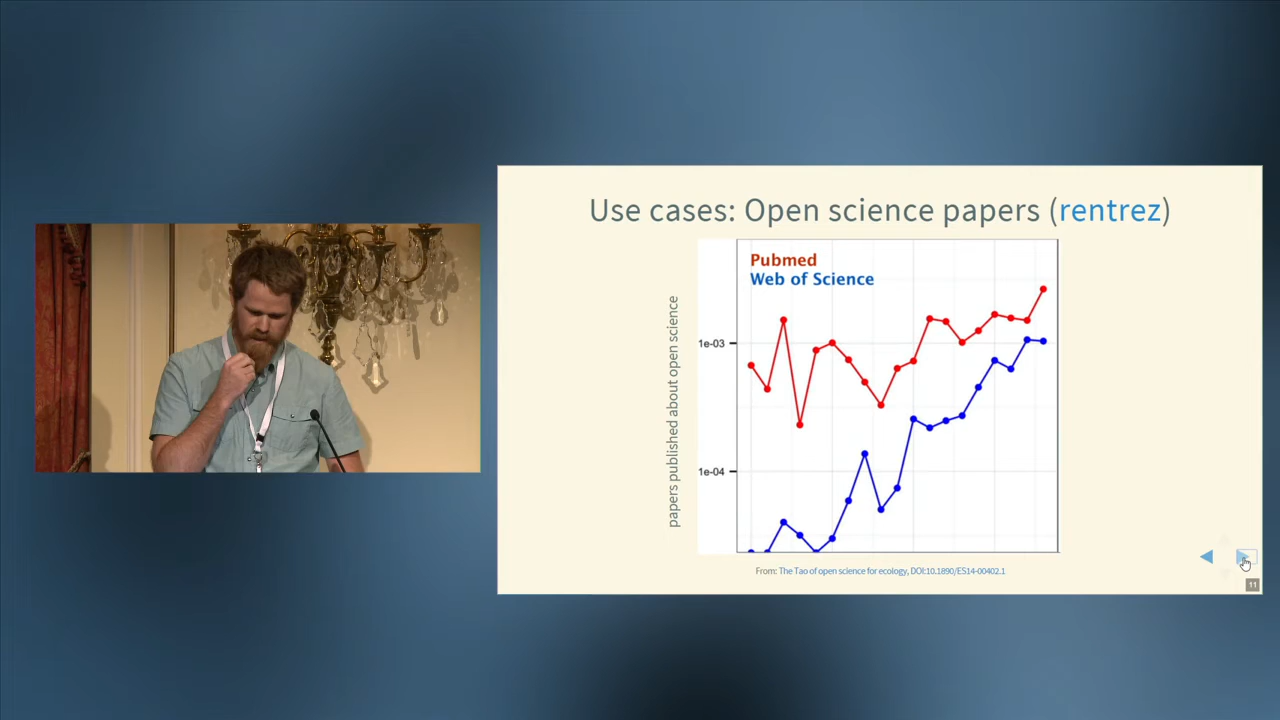 Use cases: Open science papers (rentrez)
Pubmed
Web of Science
papers published about open science
1e-03
1e-04
From: The Tao of open science for ecology, DOI:10.1890/ES14-00402.1
11